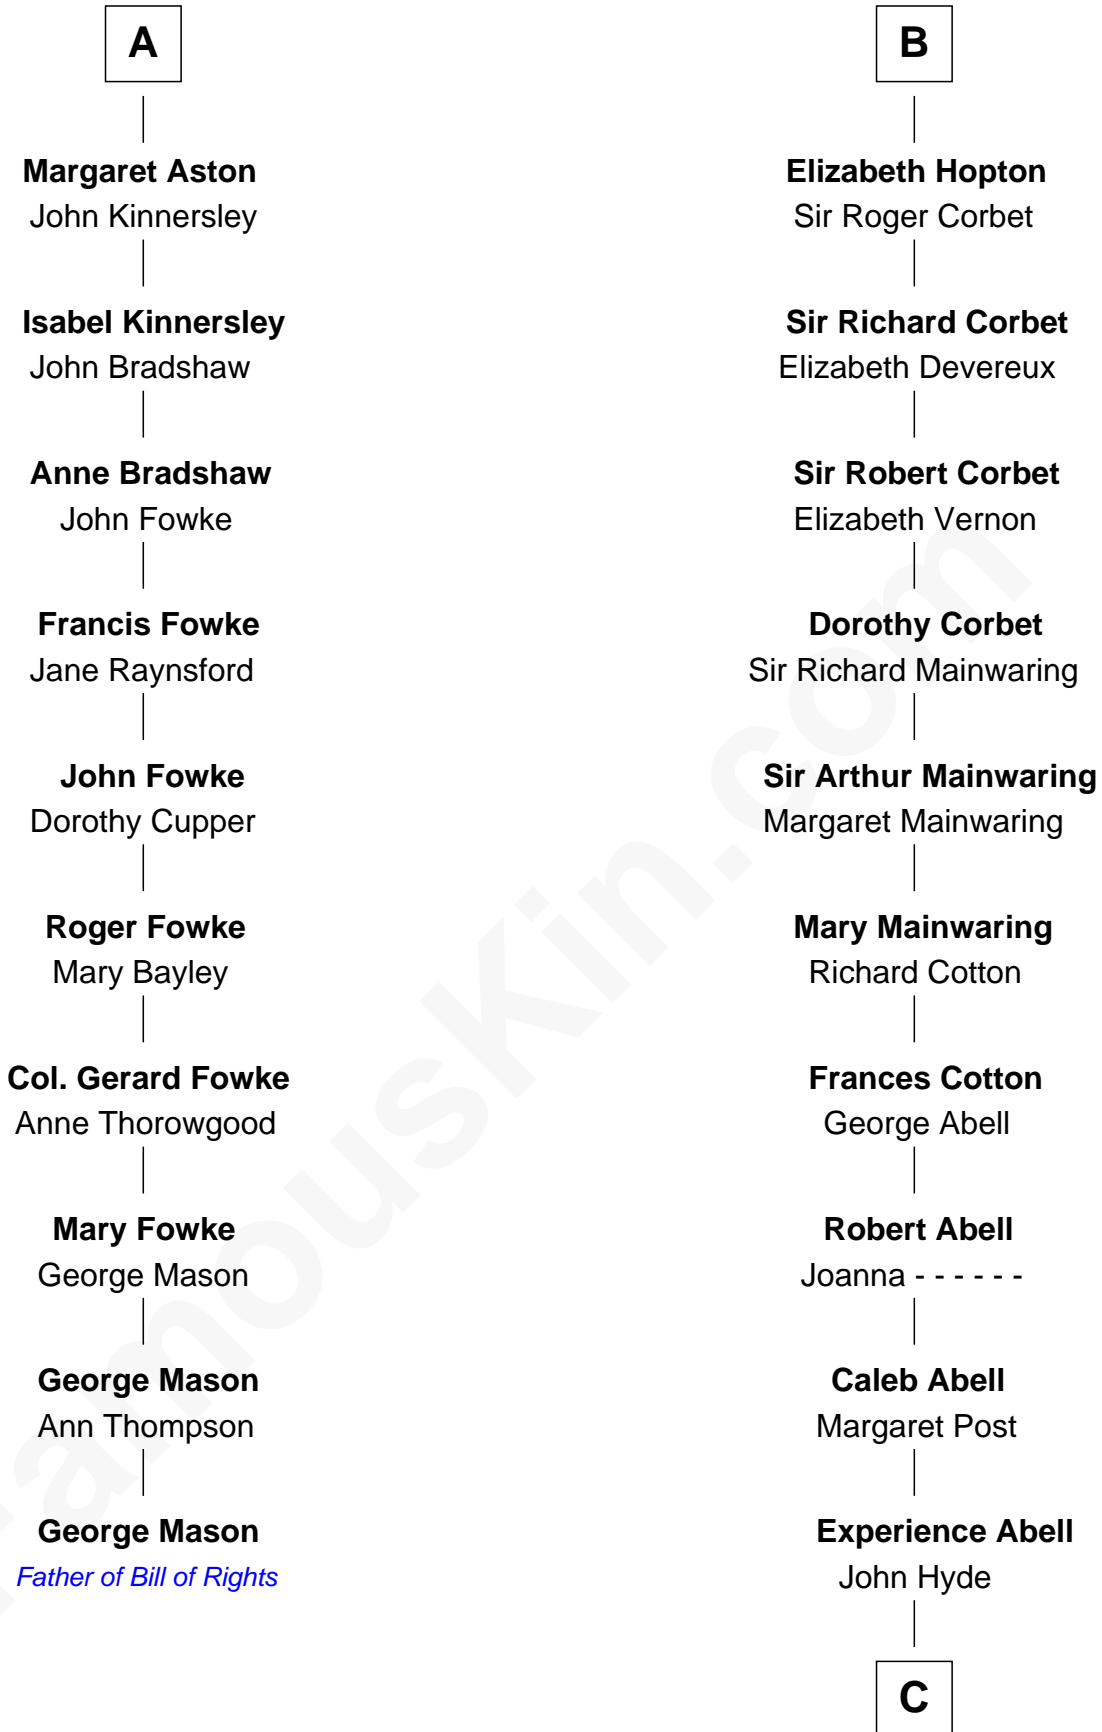 A
Margaret Aston
John Kinnersley
Isabel Kinnersley
John Bradshaw
Anne Bradshaw
John Fowke
Francis Fowke
Jane Raynsford
John Fowke
Dorothy Cupper
Roger Fowke
Mary Bayley
Col. Gerard Fowke
Anne Thorowgood
Mary Fowke
George Mason
George Mason
Ann Thompson
George Mason
Father of Bill of Rights
B
Elizabeth Hopton
Sir Roger Corbet
Sir Richard Corbet
Elizabeth Devereux
Sir Robert Corbet
Elizabeth Vernon
Dorothy Corbet
Sir Richard Mainwaring
Sir Arthur Mainwaring
Margaret Mainwaring
Mary Mainwaring
Richard Cotton
Frances Cotton
George Abell
Robert Abell
Joanna - - - - - -
Caleb Abell
Margaret Post
Experience Abell
John Hyde
C
FamousKin.com